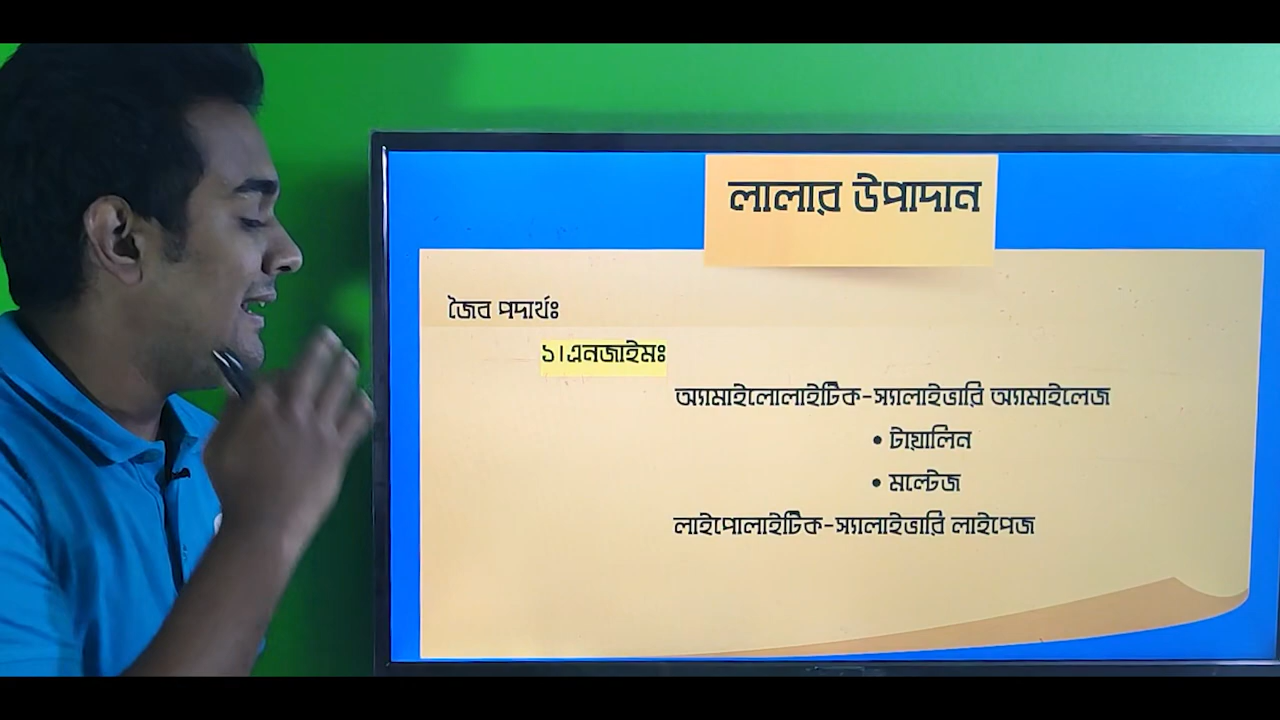 লালার উপাদান
জৈব পদার্থঃ
১।এনজাইমঃ
অ্যামাইলোলাইটিক-স্যালাইভারি অ্যামাইলেজ
• টায়ালিন
• মল্টেজ
লাইপোলাইটিক-স্যালাইভারি লাইপেজ